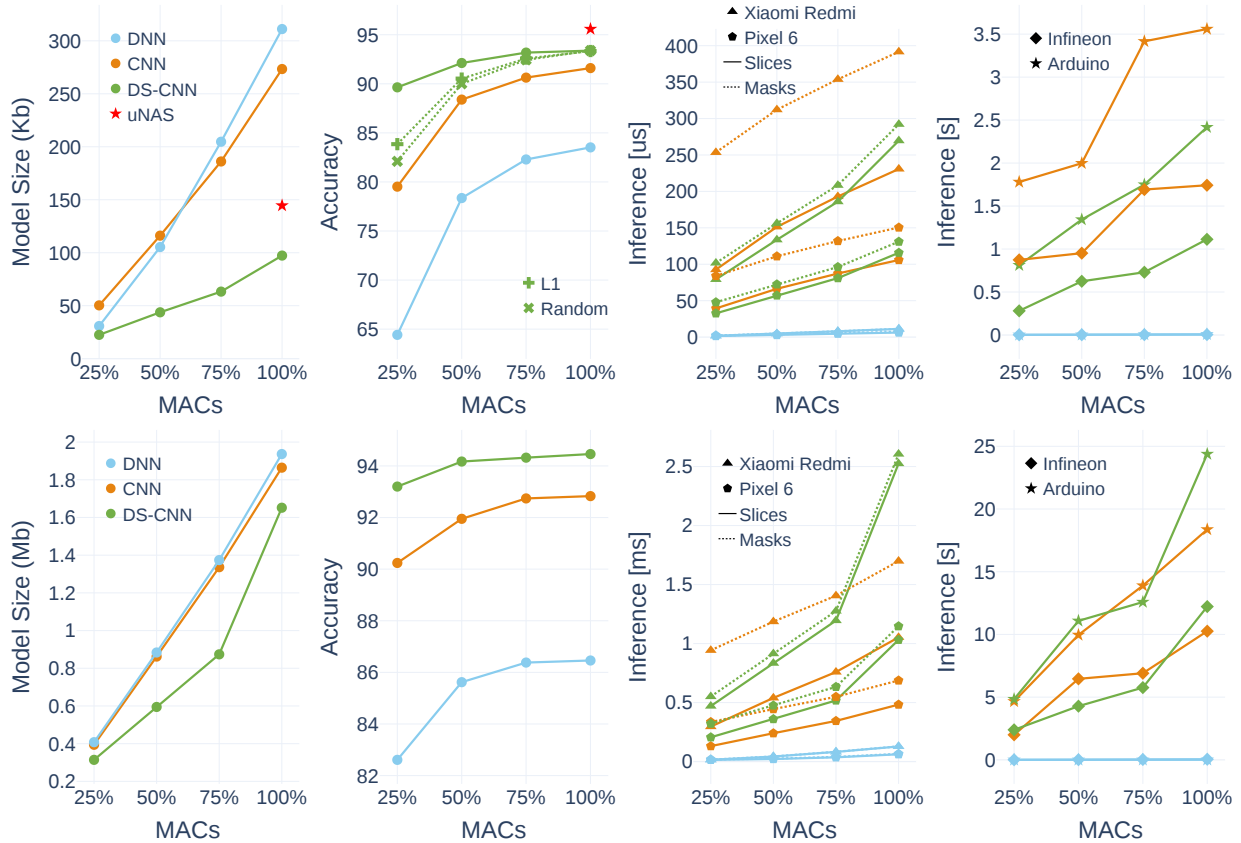 300
250
200
150
100
50
0
Model Size (Kb)
DNN
CNN
DS-CNN
uNAS
25% 50% 75% 100%
MACs
95
90
85
80
75
70
65
Accuracy
L1
Random
25% 50% 75% 100%
MACs
400
350
300
250
200
150
100
50
0
Inference [us]
Xiaomi Redmi
Pixel 6
Slices
Masks
25% 50% 75% 100%
MACs
3.5
3
2.5
2
1.5
1
0.5
0
Inference [s]
Infineon
Arduino
25% 50% 75% 100%
MACs
2
1.8
1.6
1.4
1.2
1
0.8
0.6
0.4
0.2
Model Size (Mb)
DNN
CNN
DS-CNN
25% 50% 75% 100%
MACs
94
92
90
88
86
84
82
Accuracy
25% 50% 75% 100%
MACs
2.5
2
1.5
1
0.5
0
Inference [ms]
Xiaomi Redmi
Pixel 6
Slices
Masks
25% 50% 75% 100%
MACs
25
20
15
10
5
0
Inference [s]
Infineon
Arduino
25% 50% 75% 100%
MACs